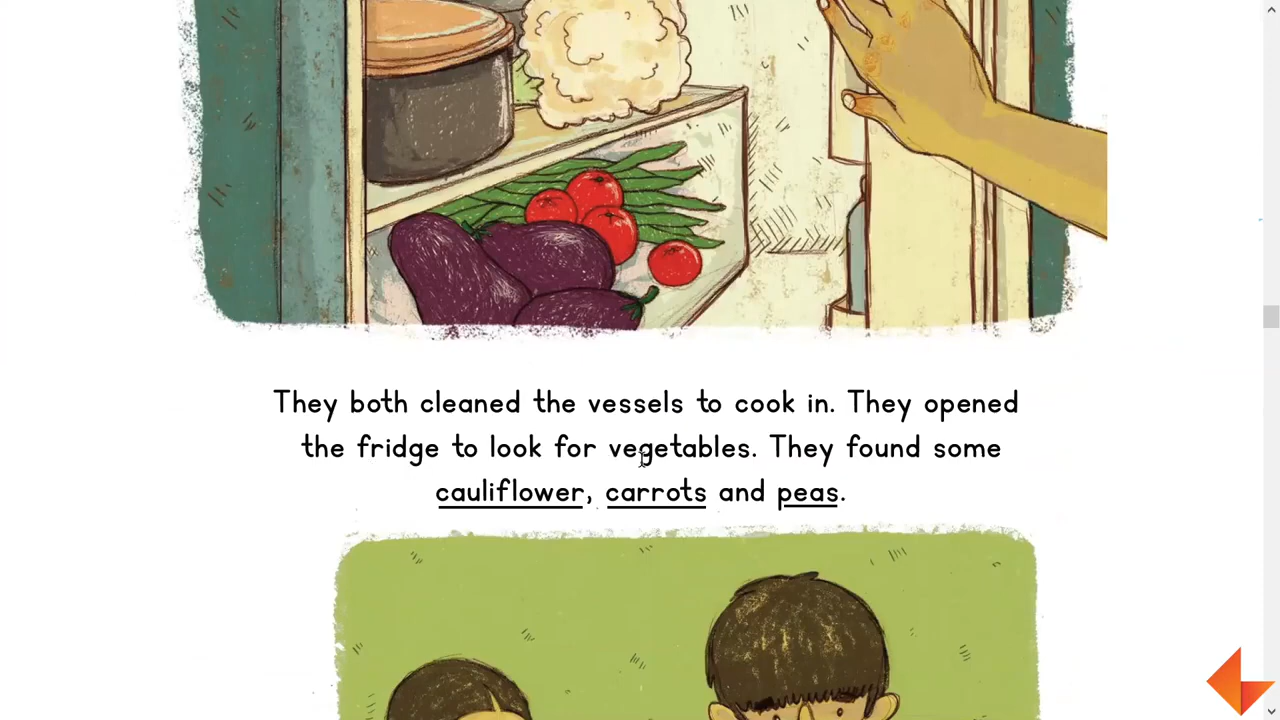 They both cleaned the vessels to cook in. They opened
the fridge to look for vegetables. They found some
cauliflower, carrots and peas.